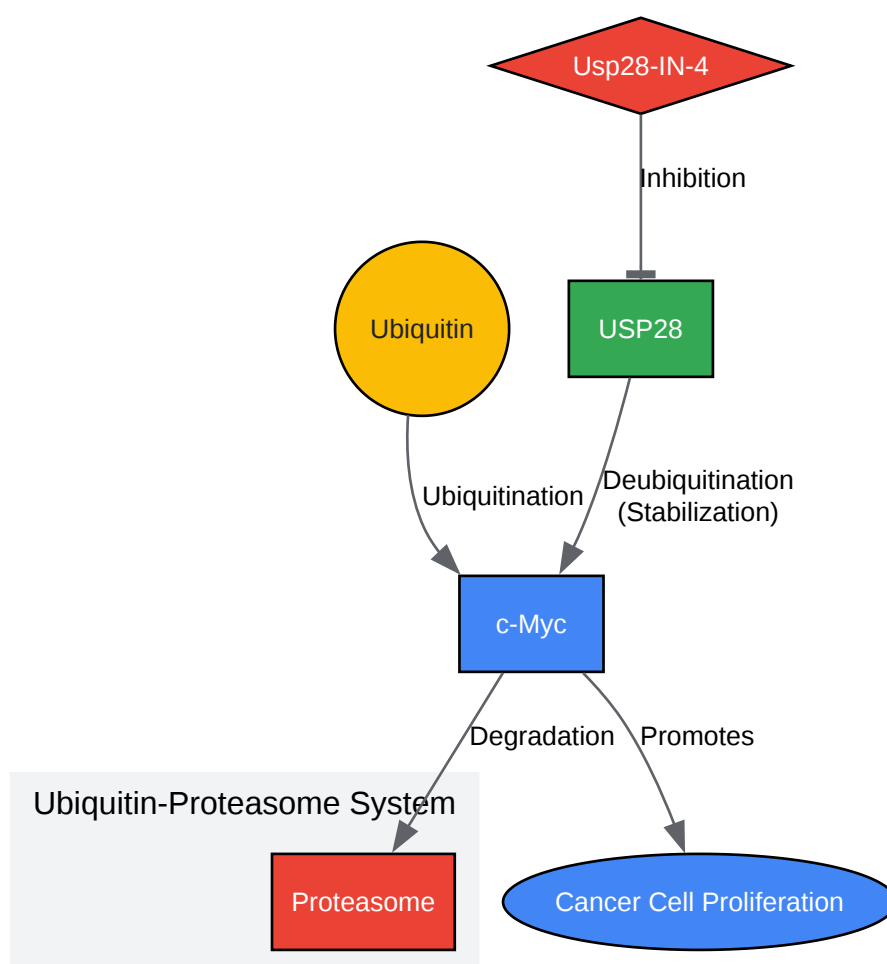 Usp28-IN-4
Inhibition
Ubiquitin
USP28
Ubiquitination
Deubiquitination
(Stabilization)
c-Myc
Degradation
Promotes
Ubiquitin-Proteasome System
Proteasome
Cancer Cell Proliferation